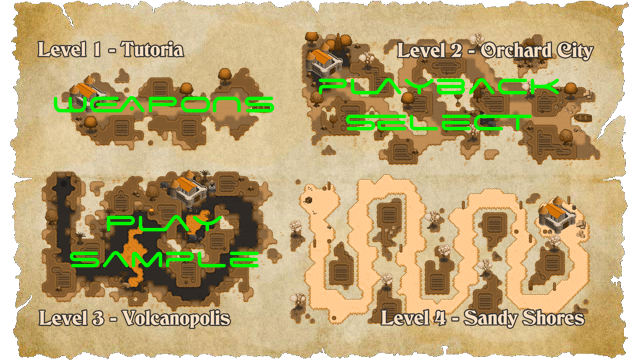 Level 1 - Tutoria
WEAPONS
Level 2 - Orchard City
PLAYBACK
SELECT
PLAY
SAMPLE
Level 3 - Volcanopolis
Level 4 - Sandy Shores